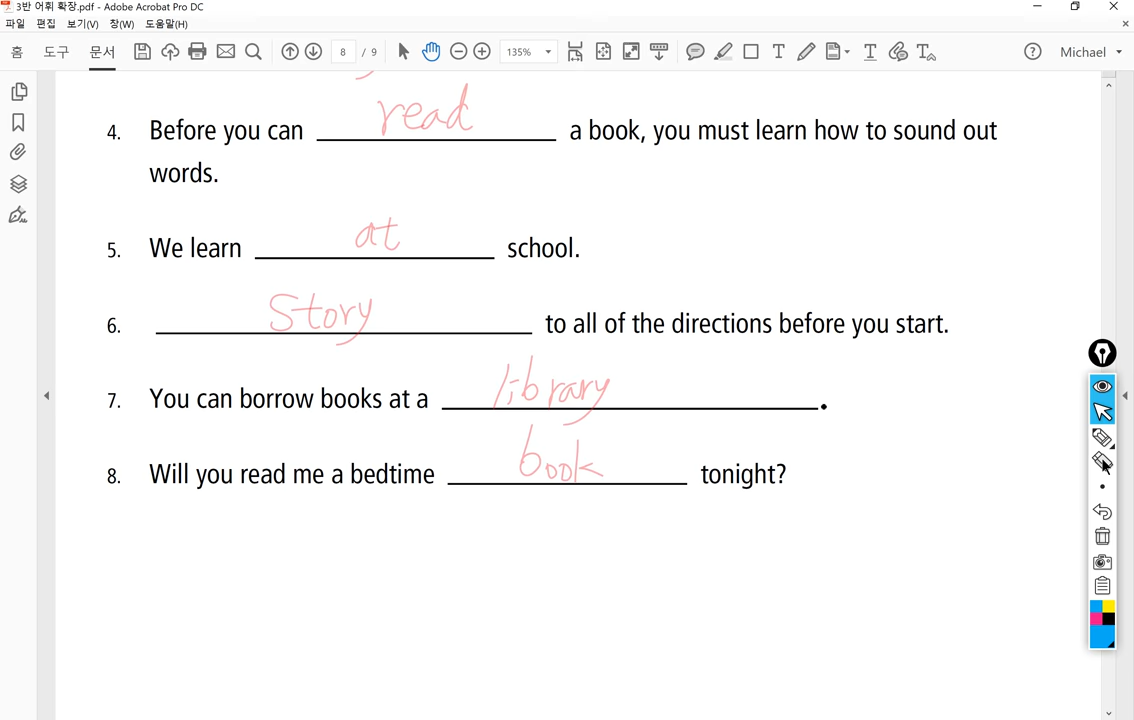 3반 어휘 확장.pdf - Adobe Acrobat Pro DC
파일 편집 보기(V) 창(W) 도움말(H)
홈 도구 문서 8 / 9 135% Michael
4. Before you can read a book, you must learn how to sound out
words.
5. We learn at school.
6. Story to all of the directions before you start.
7. You can borrow books at a library.
8. Will you read me a bedtime book tonight?